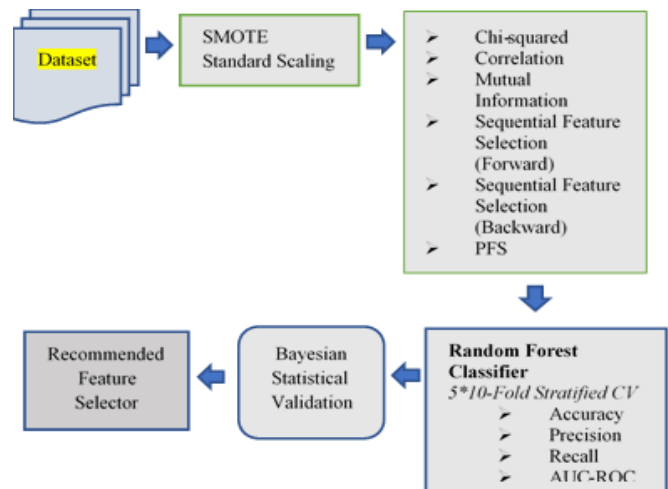 Dataset
SMOTE
Standard Scaling
➢ Chi-squared
➢ Correlation
➢ Mutual
Information
➢ Sequential Feature
Selection
(Forward)
➢ Sequential Feature
Selection
(Backward)
➢ PFS
Random Forest
Classifier
5*10-Fold Stratified CV
➢ Accuracy
➢ Precision
➢ Recall
➢ AUC-ROC
Bayesian
Statistical
Validation
Recommended
Feature
Selector